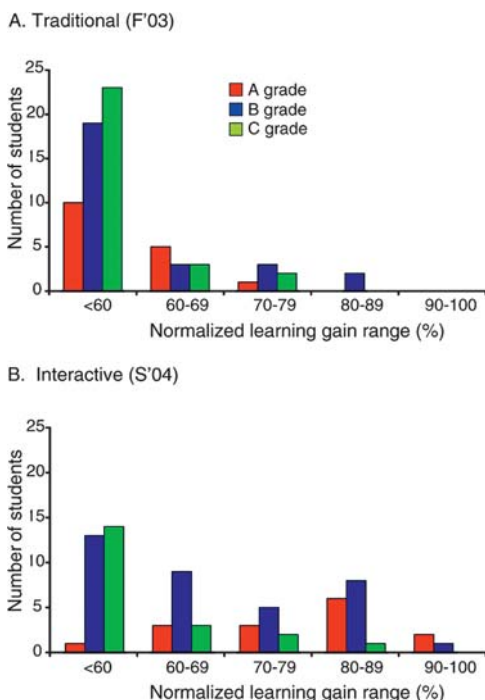 A. Traditional (F'03)
25
20
15
10
5
0
Number of students
A grade
B grade
C grade
<60 60-69 70-79 80-89 90-100
Normalized learning gain range (%)
B. Interactive (S'04)
25
20
15
10
5
0
Number of students
<60 60-69 70-79 80-89 90-100
Normalized learning gain range (%)